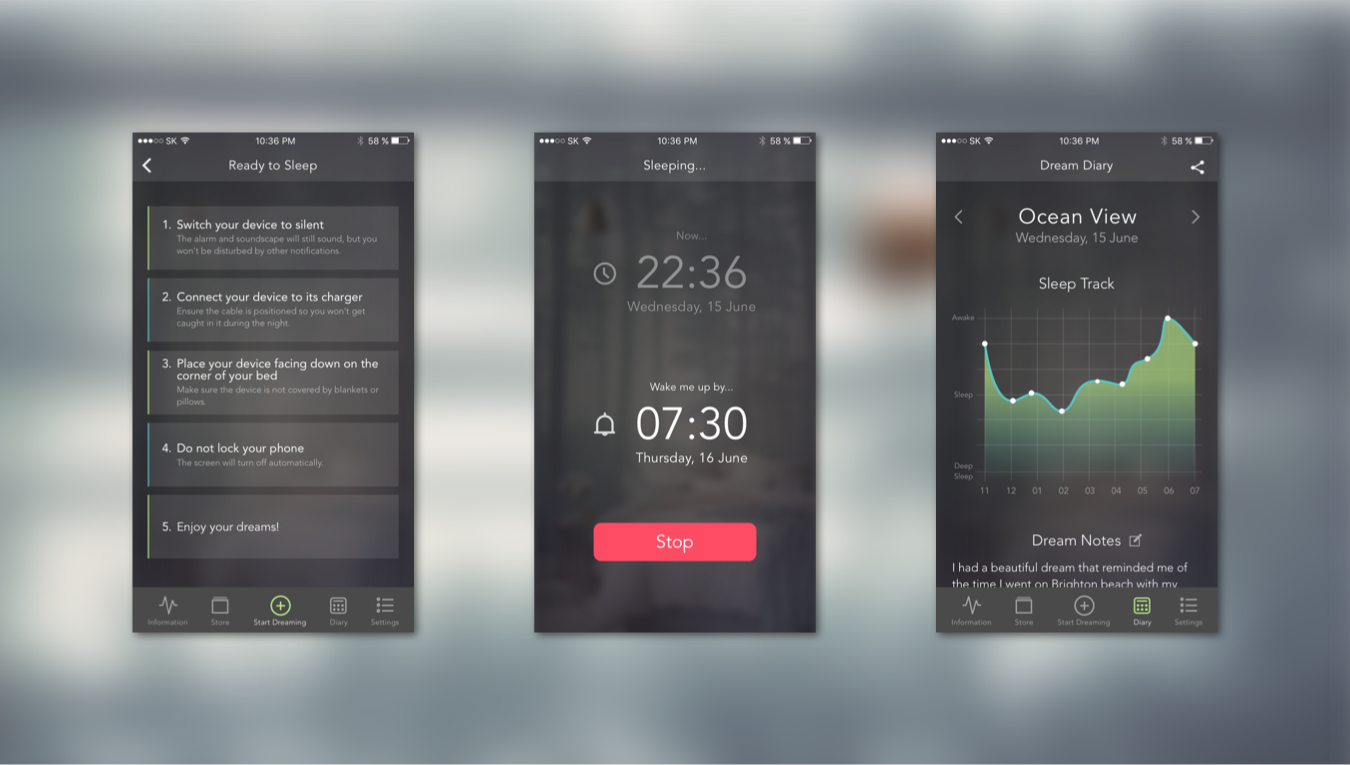 SK 10:36 PM 58 %
Ready to Sleep
1. Switch your device to silent
The alarm and soundscape will still sound, but you
won't be disturbed by other notifications.
2. Connect your device to its charger
Ensure the cable is positioned so you won't get
caught in it during the night.
3. Place your device facing down on the
corner of your bed
Make sure the device is not covered by blankets or
pillows.
4. Do not lock your phone
The screen will turn off automatically.
5. Enjoy your dreams!
Information Store Start Dreaming Diary Settings
SK 10:36 PM 58 %
Sleeping...
Now...
22:36
Wednesday, 15 June
Wake me up by...
07:30
Thursday, 16 June
Stop
SK 10:36 PM 58 %
Dream Diary
Ocean View
Wednesday, 15 June
Sleep Track
Awake
Sleep
Deep
Sleep
11 12 01 02 03 04 05 06 07
Dream Notes
I had a beautiful dream that reminded me of
the time I went on Brighton beach with my
Information Store Start Dreaming Diary Settings